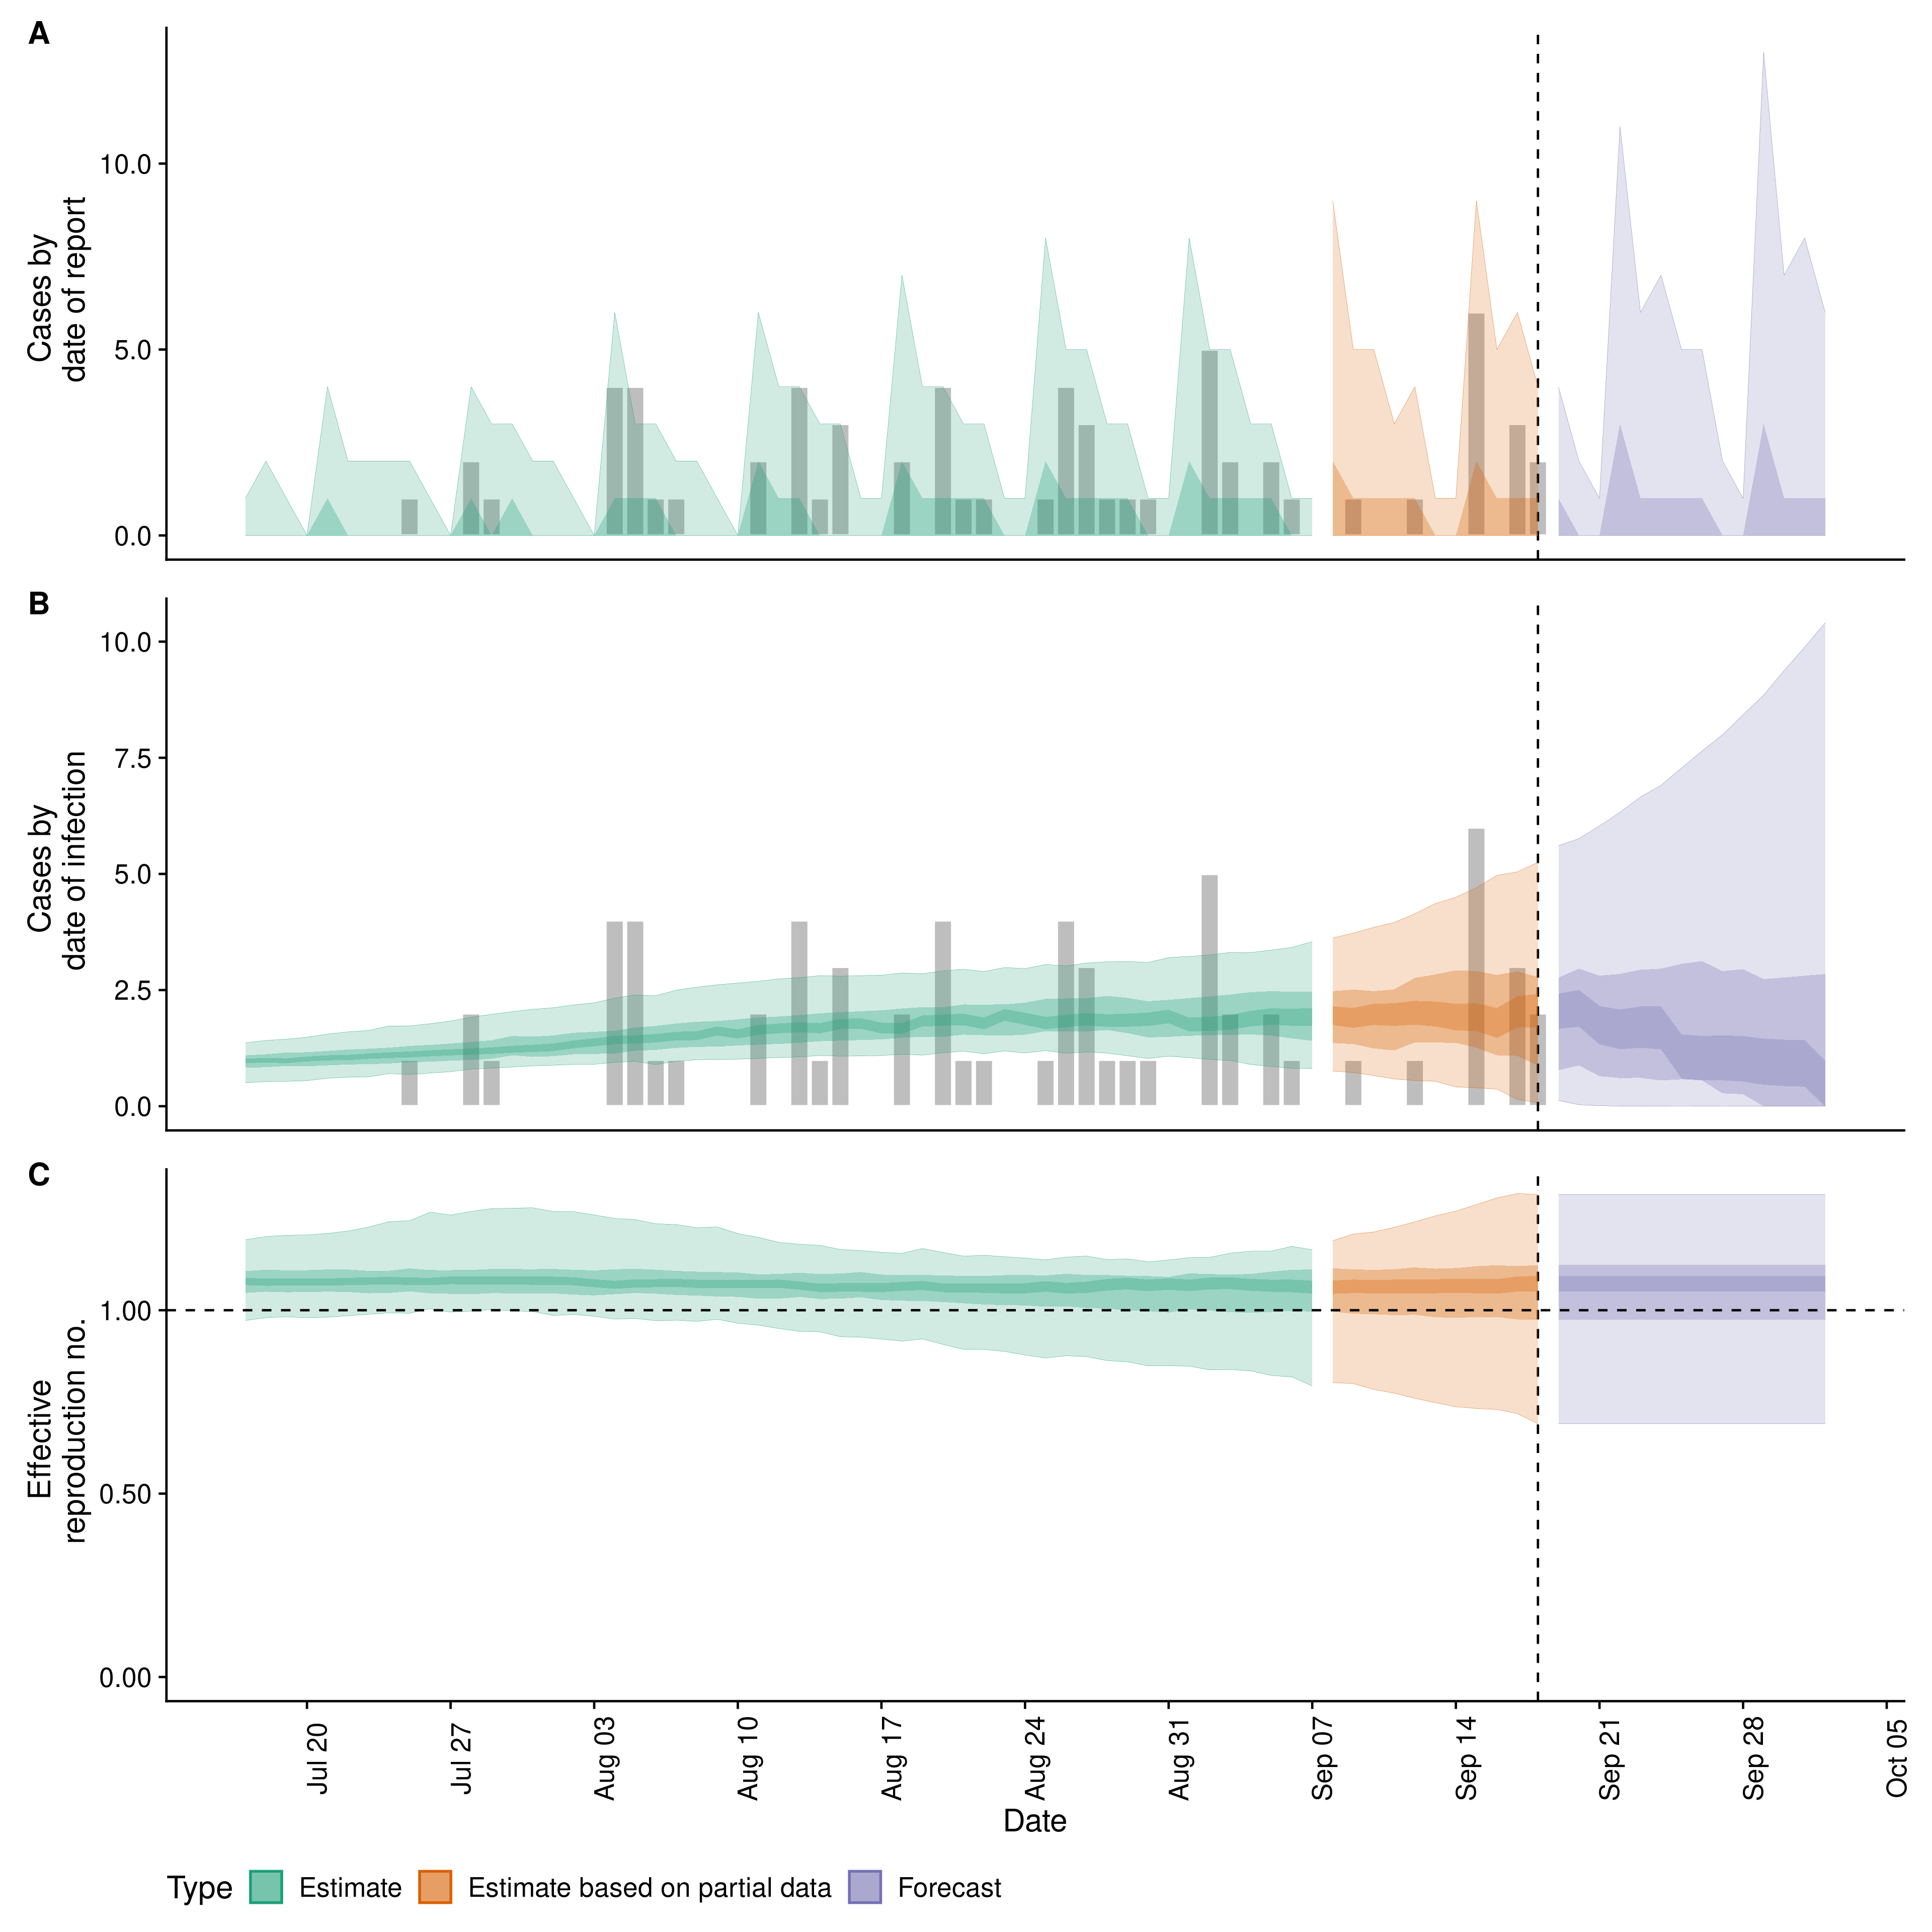 A
Cases by
date of report
10.0
5.0
0.0
B
Cases by
date of infection
10.0
7.5
5.0
2.5
0.0
C
Effective
reproduction no.
1.00
0.50
0.00
Jul 20
Jul 27
Aug 03
Aug 10
Aug 17
Aug 24
Aug 31
Sep 07
Sep 14
Sep 21
Sep 28
Oct 05
Date
Type Estimate Estimate based on partial data Forecast